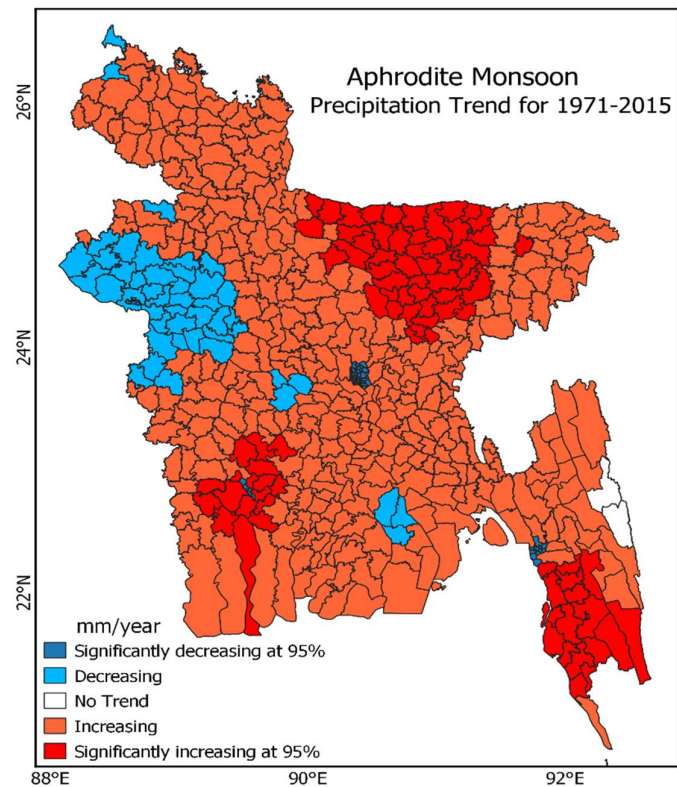 Aphrodite Monsoon
Precipitation Trend for 1971-2015
26°N
24°N
22°N
mm/year
Significantly decreasing at 95%
Decreasing
No Trend
Increasing
Significantly increasing at 95%
88°E
90°E
92°E